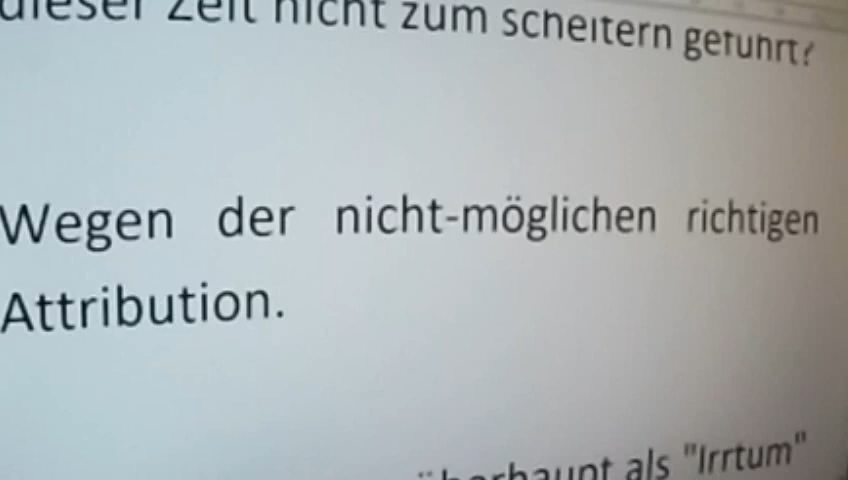 dieser Zeit nicht zum scheitern geführt?
Wegen der nicht-möglichen richtigen
Attribution.
überhaupt als "Irrtum"